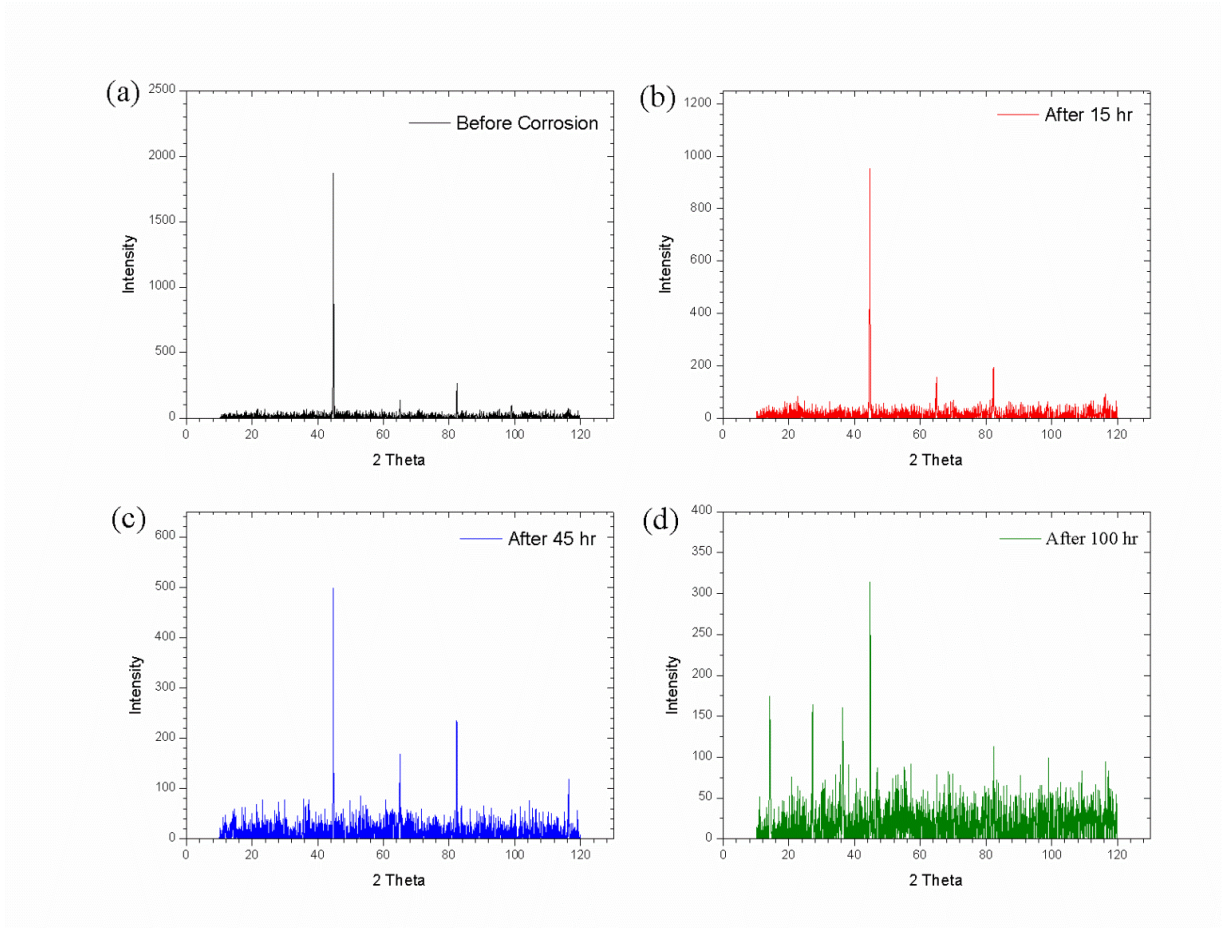 (a)
Before Corrosion
2500
2000
1500
1000
500
0
Intensity
0 20 40 60 80 100 120
2 Theta
(b)
After 15 hr
1200
1000
800
600
400
200
0
Intensity
0 20 40 60 80 100 120
2 Theta
(c)
After 45 hr
600
500
400
300
200
100
0
Intensity
0 20 40 60 80 100 120
2 Theta
(d)
After 100 hr
400
350
300
250
200
150
100
50
0
Intensity
0 20 40 60 80 100 120
2 Theta